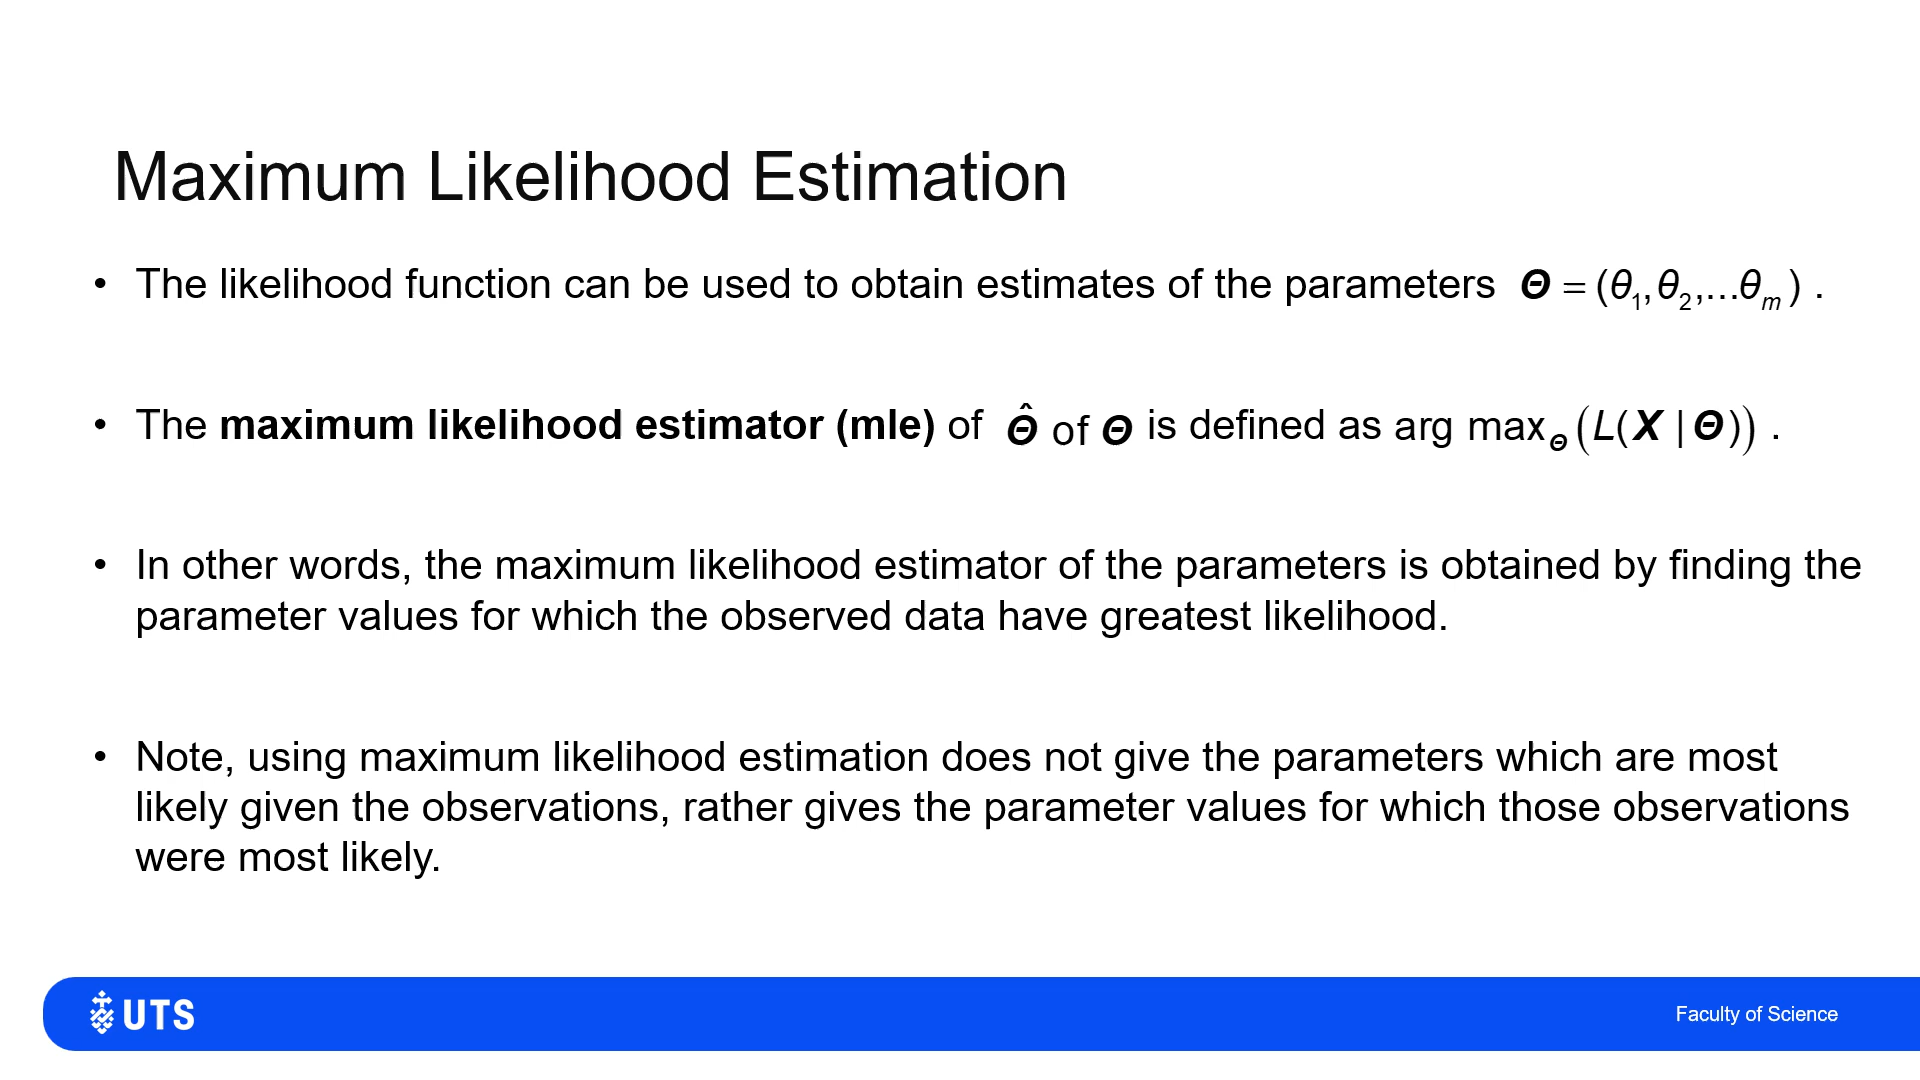 Maximum Likelihood Estimation
• The likelihood function can be used to obtain estimates of the parameters Θ = (θ₁, θ₂,...θₘ) .
• The maximum likelihood estimator (mle) of Θ̂ of Θ is defined as arg max_Θ (L(X | Θ)) .
• In other words, the maximum likelihood estimator of the parameters is obtained by finding the
parameter values for which the observed data have greatest likelihood.
• Note, using maximum likelihood estimation does not give the parameters which are most
likely given the observations, rather gives the parameter values for which those observations
were most likely.
UTS
Faculty of Science